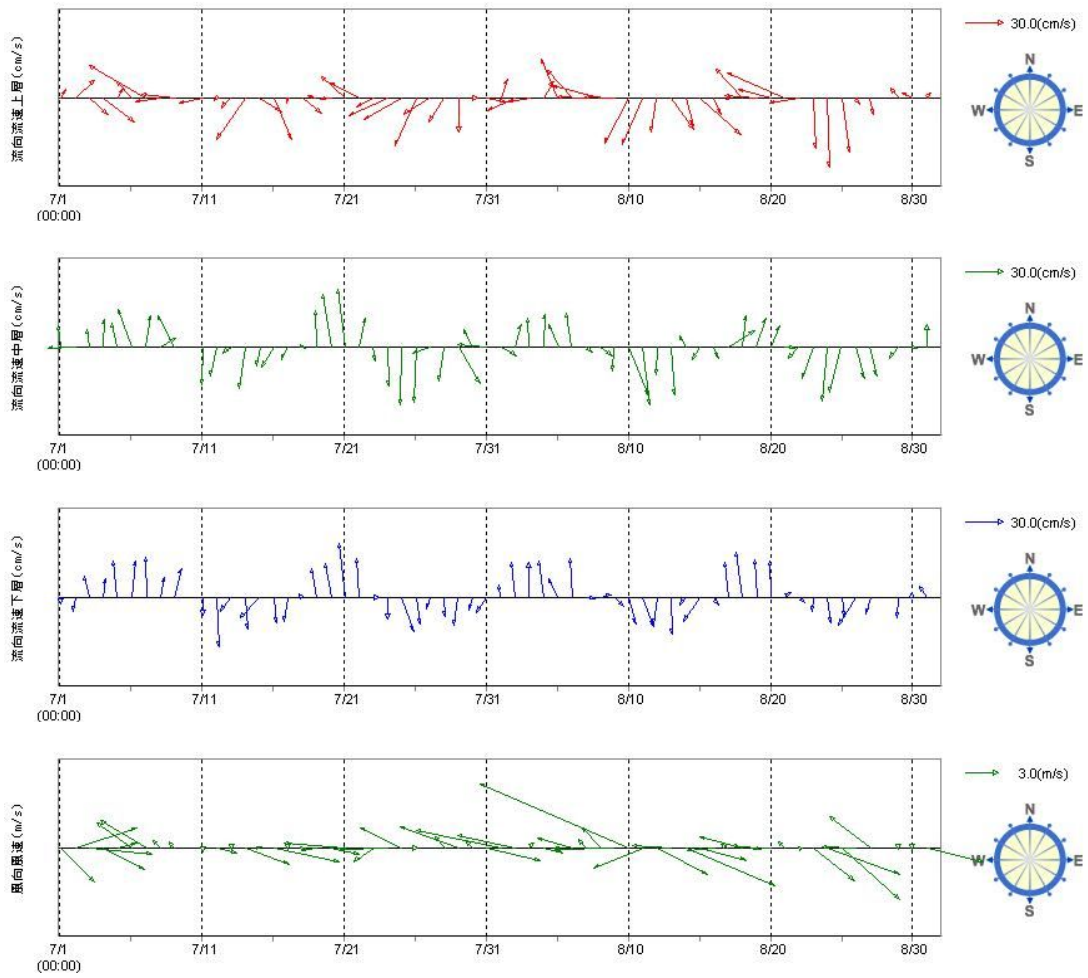 流向流速上層(cm/s)
30.0(cm/s)
N
W
E
S
7/1
7/11
7/21
7/31
8/10
8/20
8/30
(00:00)
流向流速中層(cm/s)
30.0(cm/s)
N
W
E
S
7/1
7/11
7/21
7/31
8/10
8/20
8/30
(00:00)
流向流速下層(cm/s)
30.0(cm/s)
N
W
E
S
7/1
7/11
7/21
7/31
8/10
8/20
8/30
(00:00)
風向風速(m/s)
3.0(m/s)
N
W
E
S
7/1
7/11
7/21
7/31
8/10
8/20
8/30
(00:00)